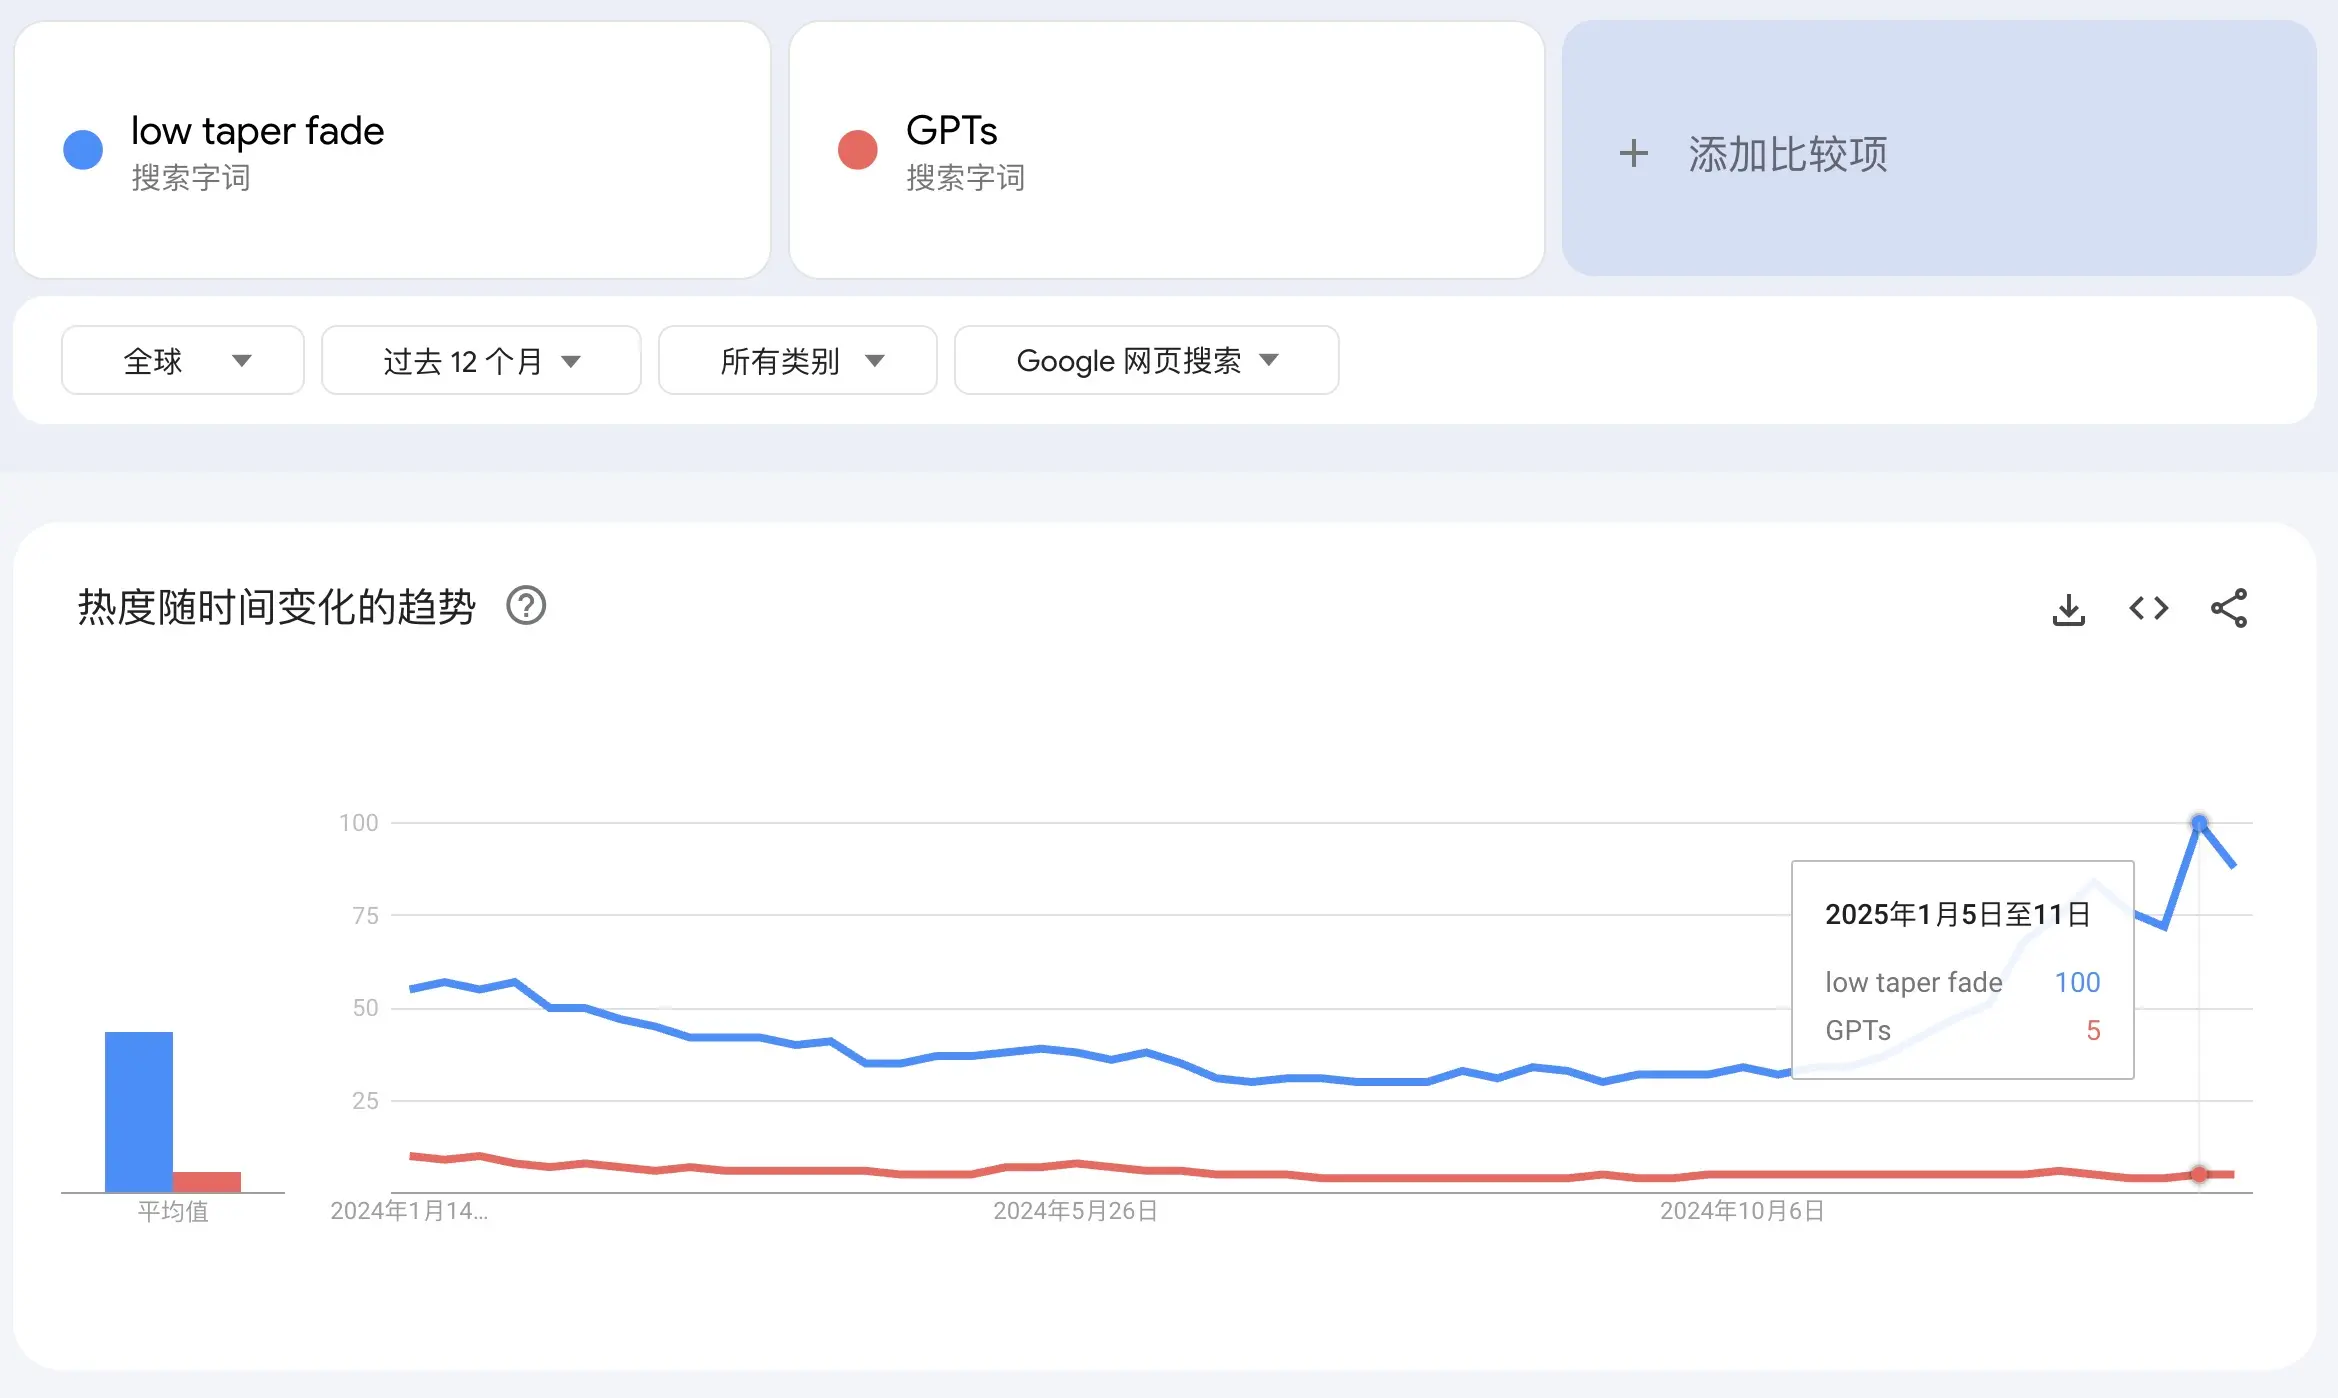 low taper fade
搜索字词
GPTs
搜索字词
+ 添加比较项
全球
过去 12 个月
所有类别
Google 网页搜索
热度随时间变化的趋势
100
75
50
25
2025年1月5日至11日
low taper fade 100
GPTs 5
平均值
2024年1月14...
2024年5月26日
2024年10月6日